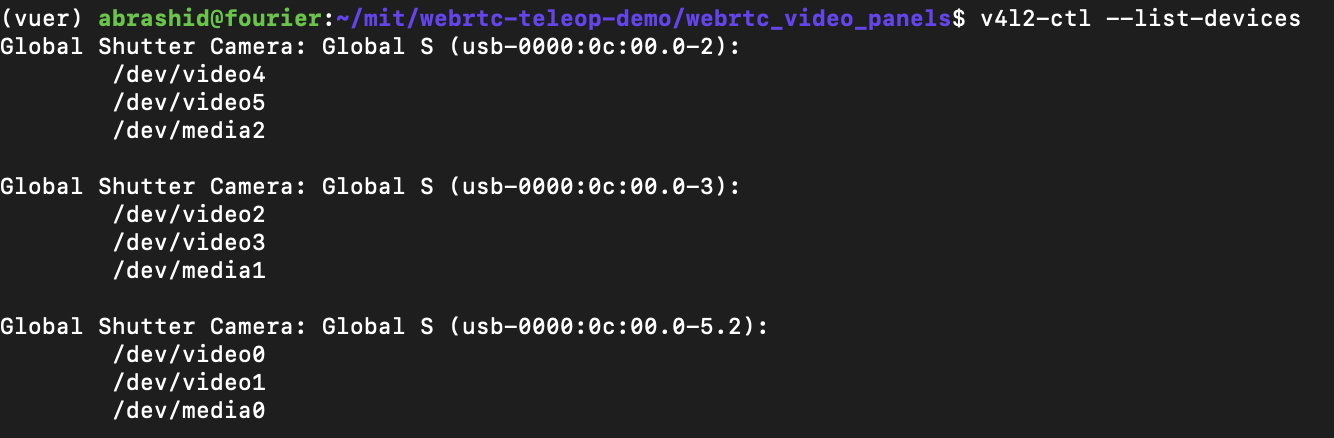 (vuer) abrashid@fourier:~/mit/webrtc-teleop-demo/webrtc_video_panels$ v4l2-ctl --list-devices
Global Shutter Camera: Global S (usb-0000:0c:00.0-2):
        /dev/video4
        /dev/video5
        /dev/media2

Global Shutter Camera: Global S (usb-0000:0c:00.0-3):
        /dev/video2
        /dev/video3
        /dev/media1

Global Shutter Camera: Global S (usb-0000:0c:00.0-5.2):
        /dev/video0
        /dev/video1
        /dev/media0